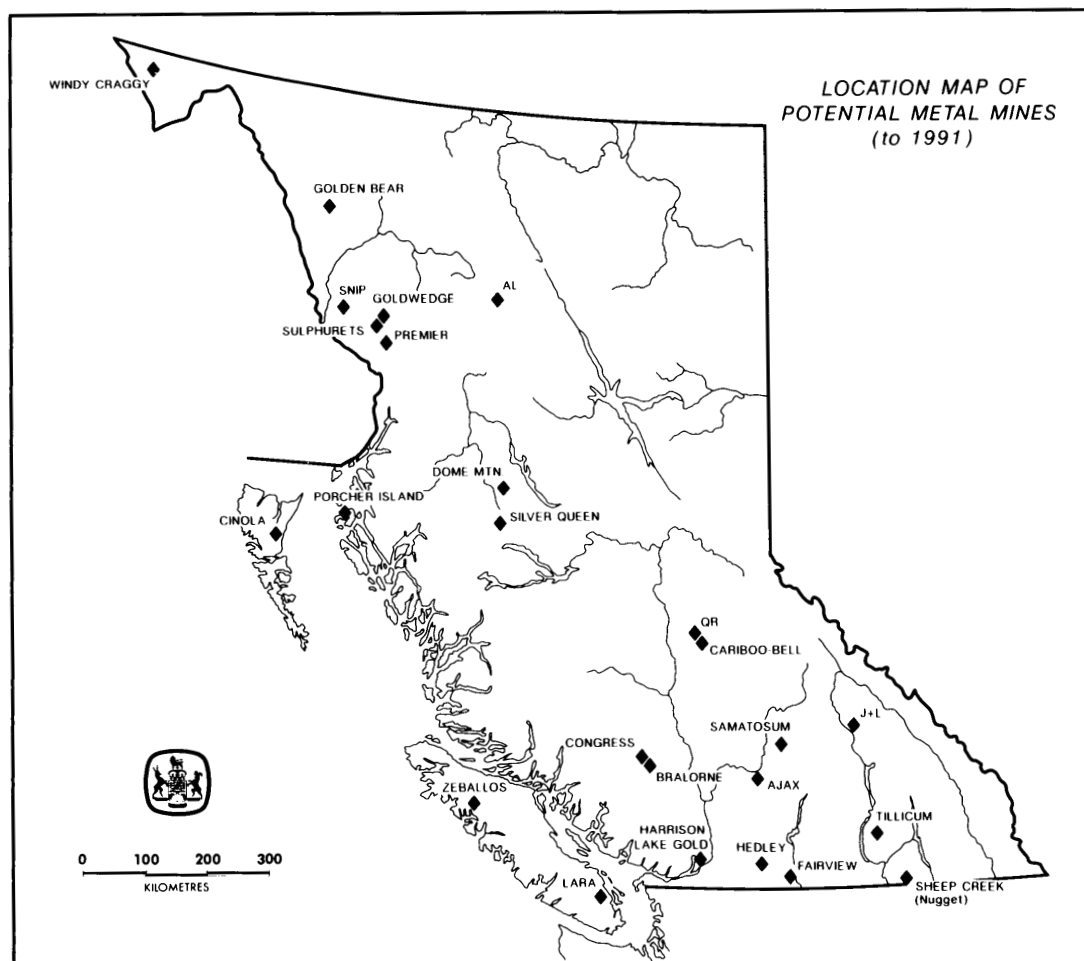 LOCATION MAP OF
POTENTIAL METAL MINES
(to 1991)
WINDY CRAGGY
GOLDEN BEAR
SNIP
GOLDWEDGE
AL
SULPHURETS
PREMIER
DOME MTN
PORCHER ISLAND
SILVER QUEEN
CINOLA
QR
CARIBOO-BELL
J+L
SAMATOSUM
CONGRESS
BRALORNE
AJAX
ZEBALLOS
TILLICUM
HARRISON
LAKE GOLD
HEDLEY
FAIRVIEW
LARA
SHEEP CREEK
(Nugget)
0 100 200 300
KILOMETRES